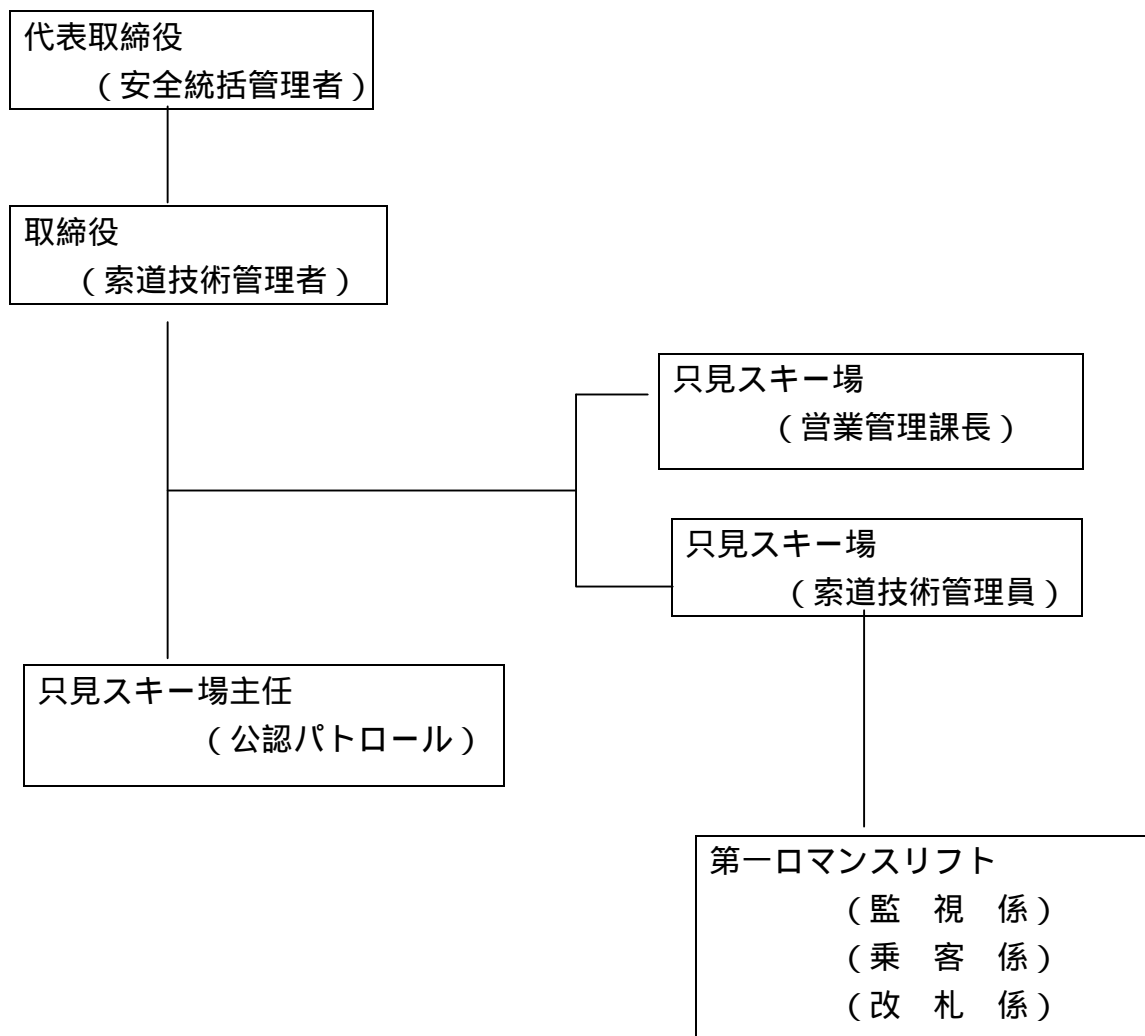 代表取締役
（安全統括管理者）
取締役
（索道技術管理者）
只見スキー場
（営業管理課長）
只見スキー場
（索道技術管理員）
只見スキー場主任
（公認パトロール）
第一ロマンスリフト
（監　視　係）
（乗　客　係）
（改　札　係）